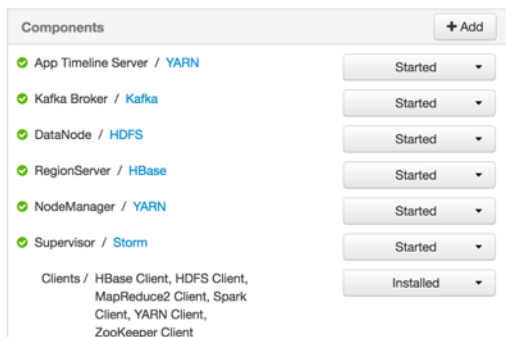 Components + Add
App Timeline Server / YARN Started
Kafka Broker / Kafka Started
DataNode / HDFS Started
RegionServer / HBase Started
NodeManager / YARN Started
Supervisor / Storm Started
Clients / HBase Client, HDFS Client, Installed
MapReduce2 Client, Spark
Client, YARN Client,
ZooKeeper Client